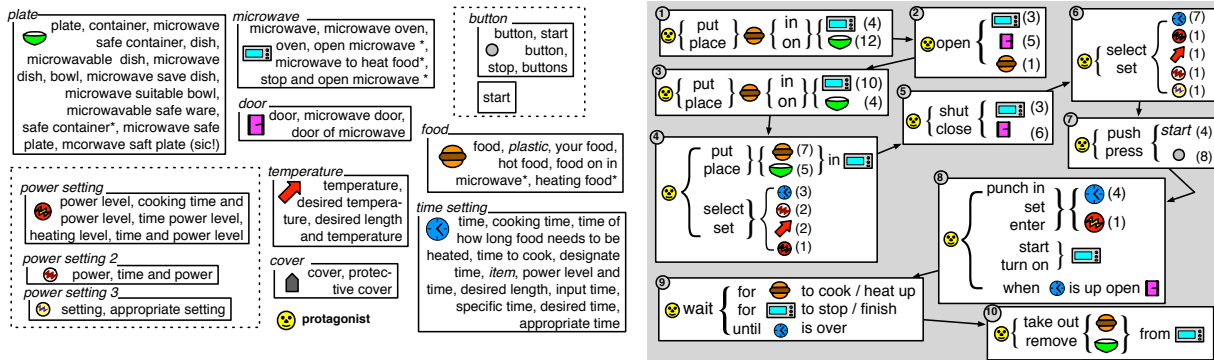 plate
plate, container, microwave
safe container, dish,
microwavable dish, microwave
dish, bowl, microwave save dish,
microwave suitable bowl,
microwavable safe ware,
safe container*, microwave safe
plate, mcorwave saft plate (sic!)
microwave
microwave, microwave oven,
oven, open microwave *,
microwave to heat food*,
stop and open microwave *
door
door, microwave door,
door of microwave
button
button, start
button,
stop, buttons
start
food
food, plastic, your food,
hot food, food on in
microwave*, heating food*
power setting
power level, cooking time and
power level, time power level,
heating level, time and power level
power setting 2
power, time and power
power setting 3
setting, appropriate setting
temperature
temperature,
desired tempera-
ture, desired length
and temperature
cover
cover, protec-
tive cover
protagonist
time setting
time, cooking time, time of
how long food needs to be
heated, time to cook, designate
time, item, power level and
time, desired length, input time,
specific time, desired time,
appropriate time
1
put
place
in
on
(4)
(12)
2
open
(3)
(5)
(1)
3
put
place
in
on
(10)
(4)
4
put
place
(7)
(5)
in
select
set
(3)
(2)
(2)
(1)
5
shut
close
(3)
(6)
6
select
set
(7)
(1)
(1)
(1)
(1)
7
push
press
start (4)
(8)
8
punch in
set
enter
(4)
(1)
start
turn on
when is up open
9
wait
for to cook / heat up
for to stop / finish
until is over
10
take out
remove
from